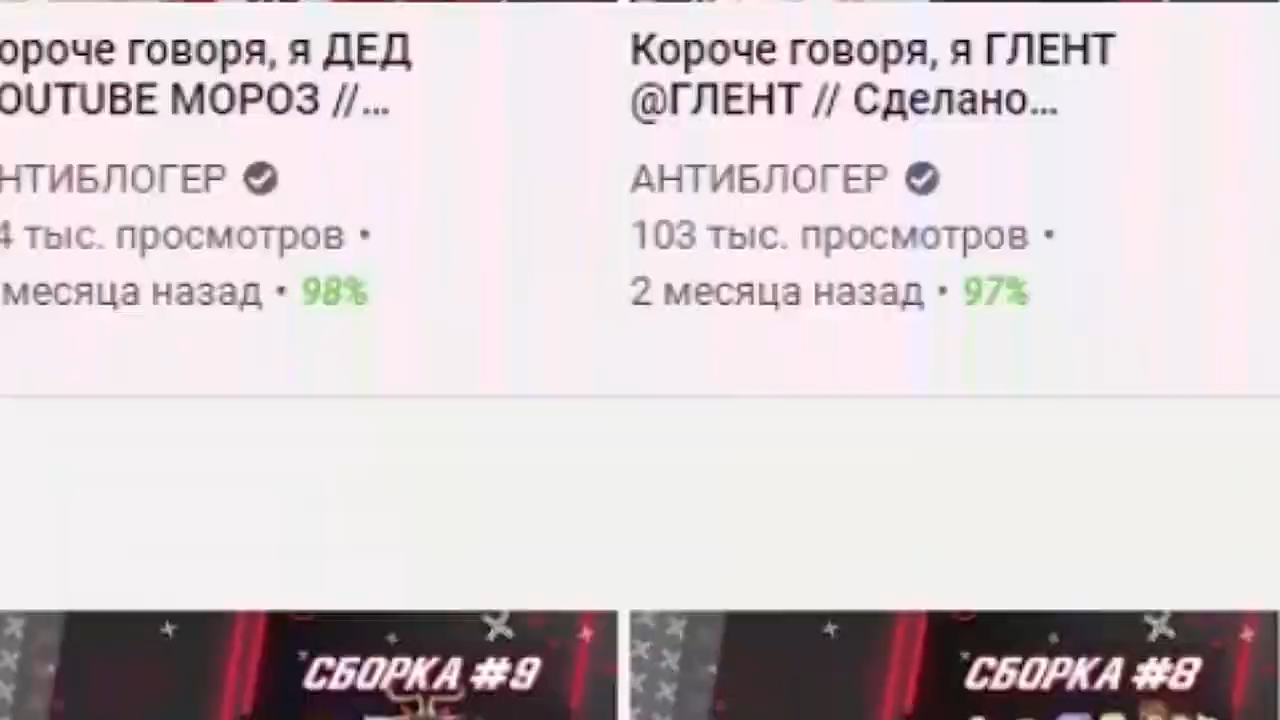 ороче говоря, я ДЕД
OUTUBE МОРОЗ //...
НТИБЛОГЕР
4 тыс. просмотров •
месяца назад • 98%
Короче говоря, я ГЛЕНТ
@ГЛЕНТ // Сделано...
АНТИБЛОГЕР
103 тыс. просмотров •
2 месяца назад • 97%
СБОРКА #9
СБОРКА #8